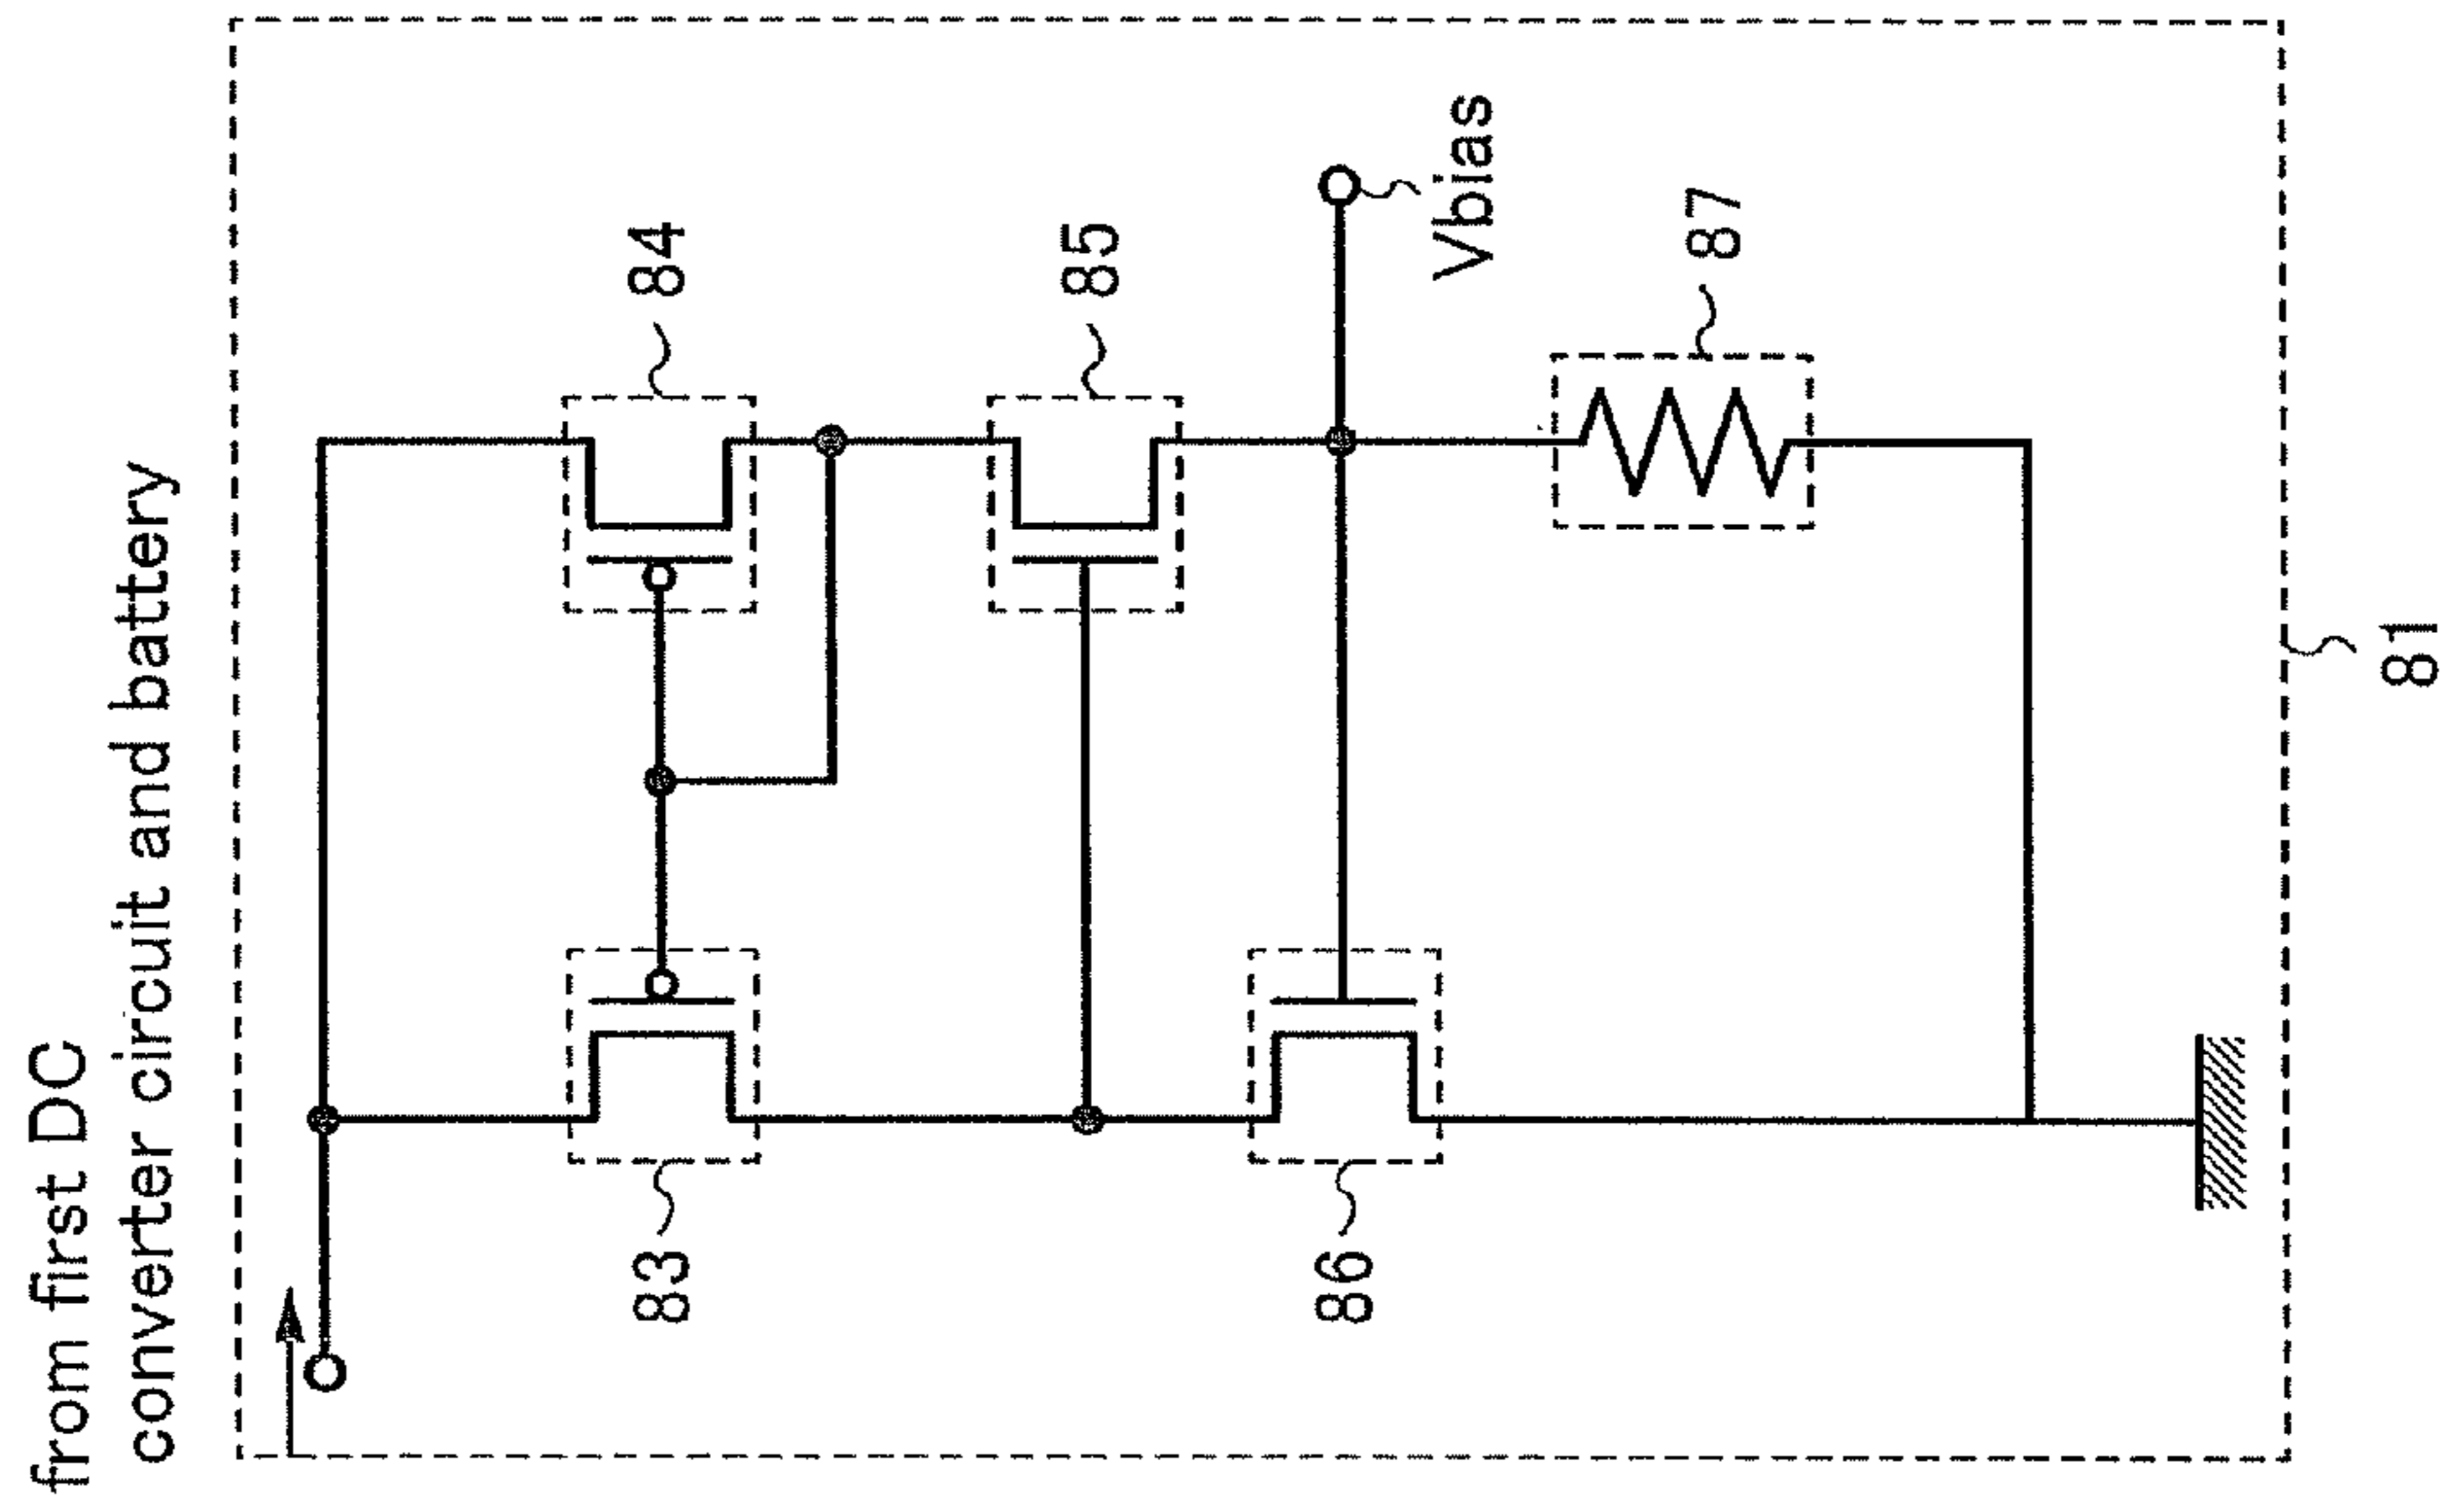 from first DC
converter circuit and battery
84
85
Vbias
87
83
86
81